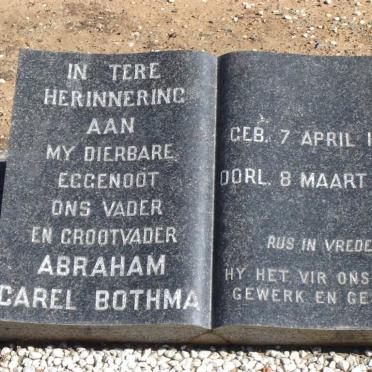 IN TERE
HERINNERING
AAN
MY DIERBARE
EGGENOOT
ONS VADER
EN GROOTVADER
ABRAHAM
CAREL BOTHMA
GEB. 7 APRIL
OORL. 8 MAART
RUS IN VREDE
HY HET VIR ONS
GEWERK EN